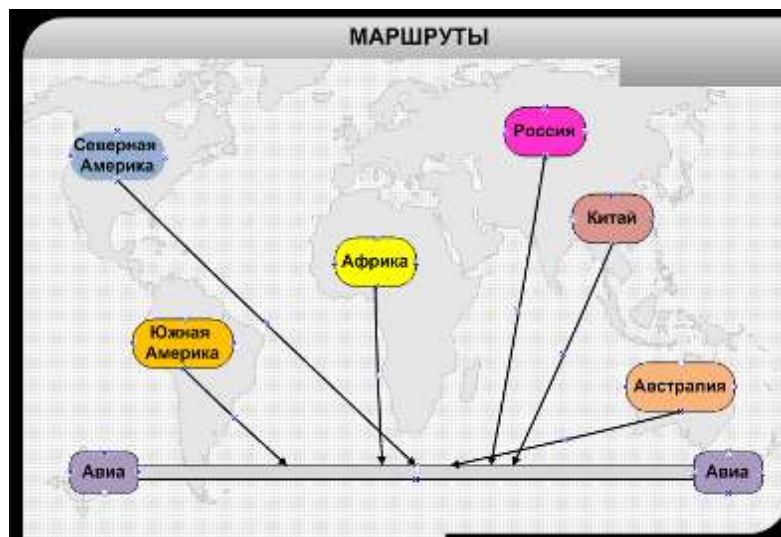 МАРШРУТЫ
Россия
Северная
Америка
Китай
Африка
Южная
Америка
Австралия
Авиа
Авиа